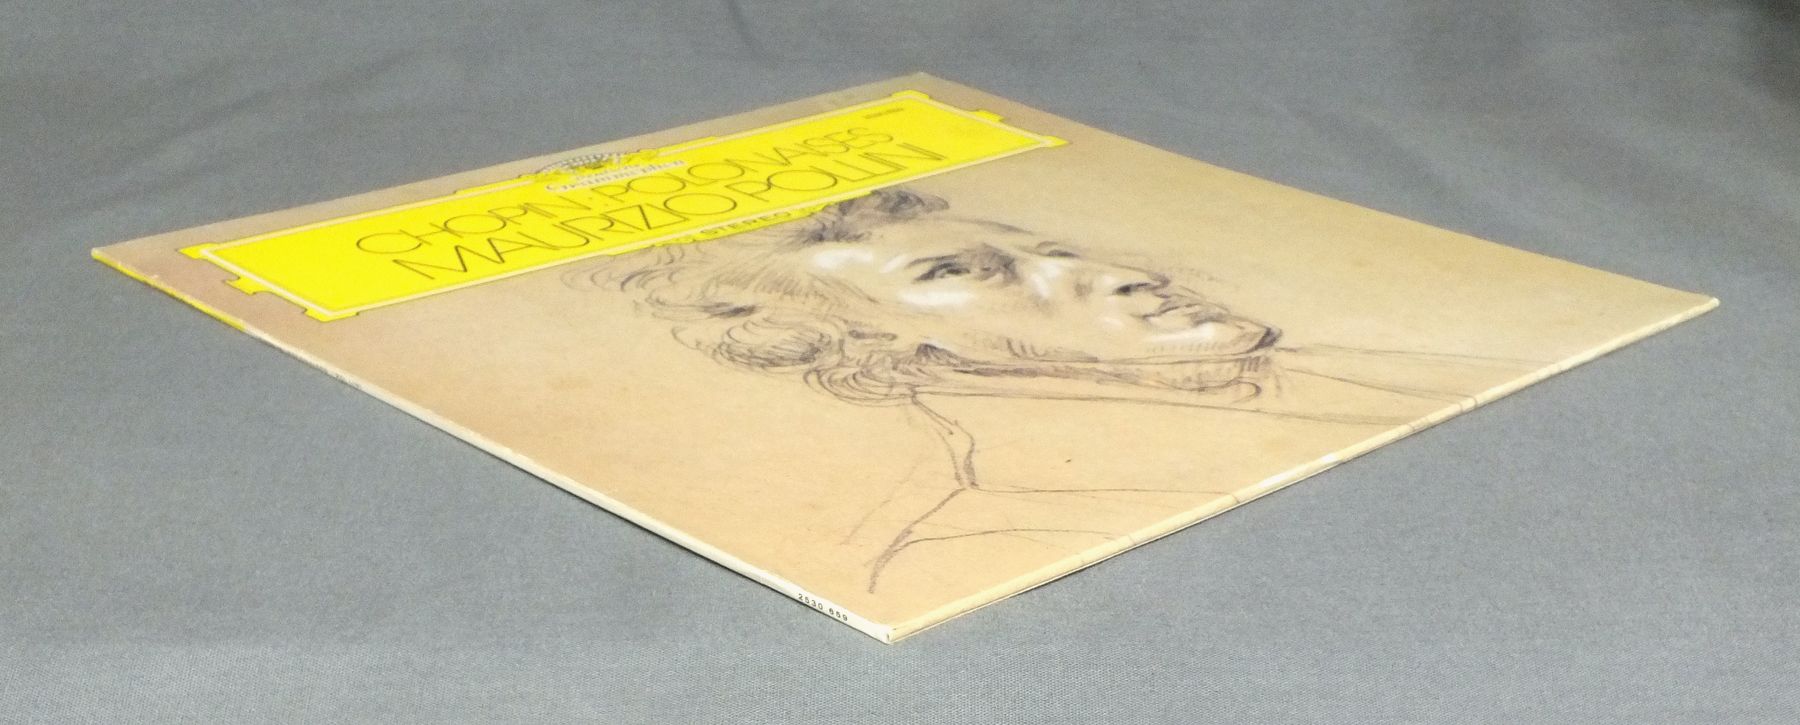 Grammophon
CHOPIN: POLONAISES
MAURIZIO POLLINI
STEREO
2530 659